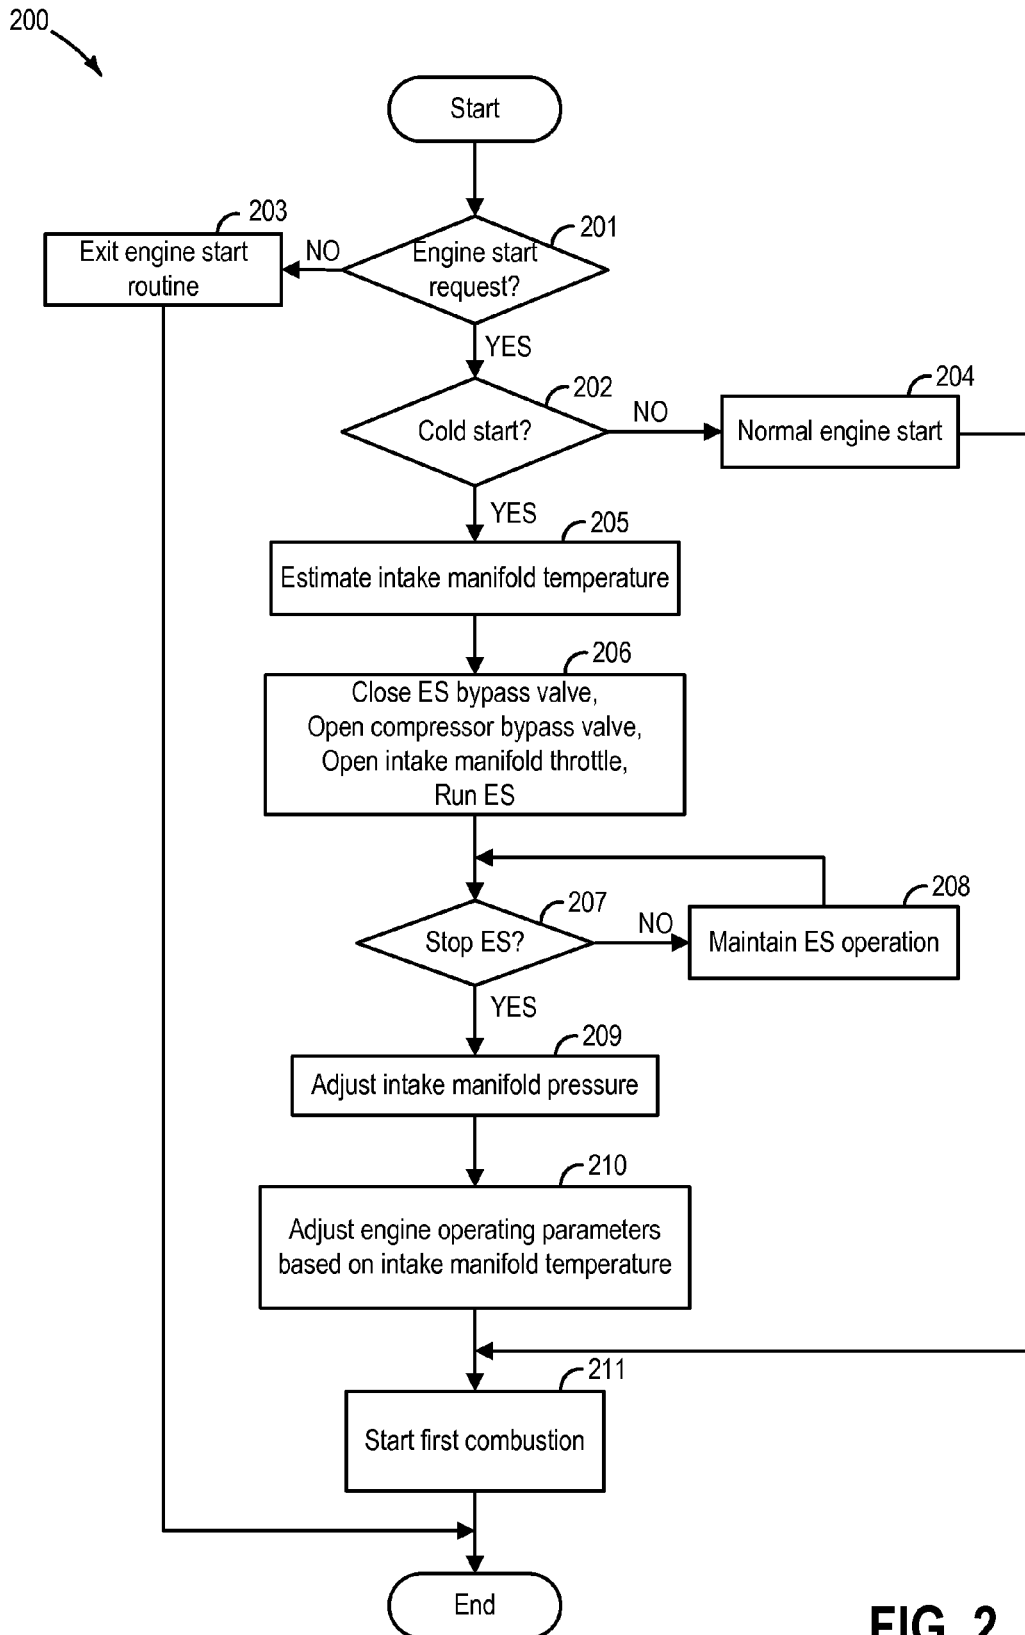 200
Start
203
201
Exit engine start
routine
NO
Engine start
request?
YES
202
204
Cold start?
NO
Normal engine start
YES
205
Estimate intake manifold temperature
206
Close ES bypass valve,
Open compressor bypass valve,
Open intake manifold throttle,
Run ES
207
208
Stop ES?
NO
Maintain ES operation
YES
209
Adjust intake manifold pressure
210
Adjust engine operating parameters
based on intake manifold temperature
211
Start first combustion
End
FIG. 2